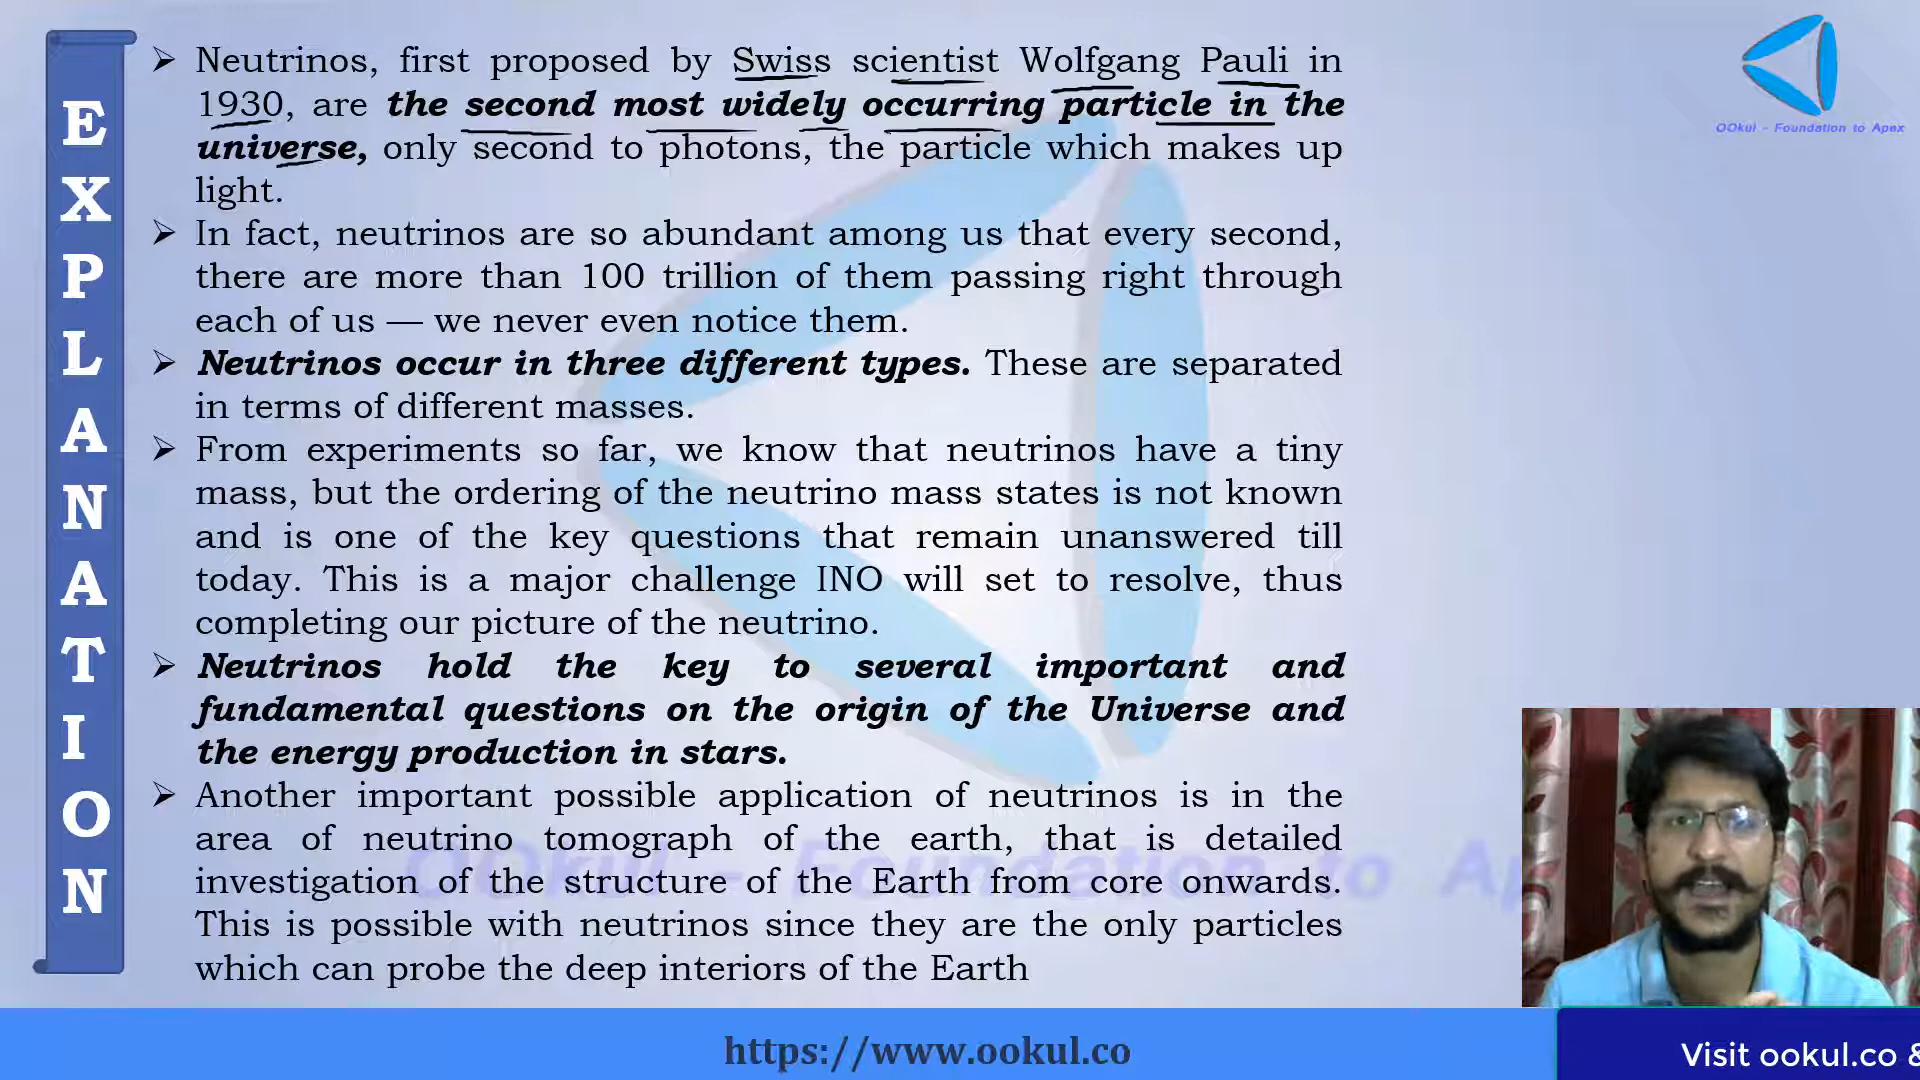 EXPLANATION
Neutrinos, first proposed by Swiss scientist Wolfgang Pauli in
1930, are the second most widely occurring particle in the
universe, only second to photons, the particle which makes up
light.
In fact, neutrinos are so abundant among us that every second,
there are more than 100 trillion of them passing right through
each of us — we never even notice them.
Neutrinos occur in three different types. These are separated
in terms of different masses.
From experiments so far, we know that neutrinos have a tiny
mass, but the ordering of the neutrino mass states is not known
and is one of the key questions that remain unanswered till
today. This is a major challenge INO will set to resolve, thus
completing our picture of the neutrino.
Neutrinos hold the key to several important and
fundamental questions on the origin of the Universe and
the energy production in stars.
Another important possible application of neutrinos is in the
area of neutrino tomograph of the earth, that is detailed
investigation of the structure of the Earth from core onwards.
This is possible with neutrinos since they are the only particles
which can probe the deep interiors of the Earth
OOkul - Foundation to Apex
OOkul - Foundation to Ap
https://www.ookul.co
Visit ookul.co &